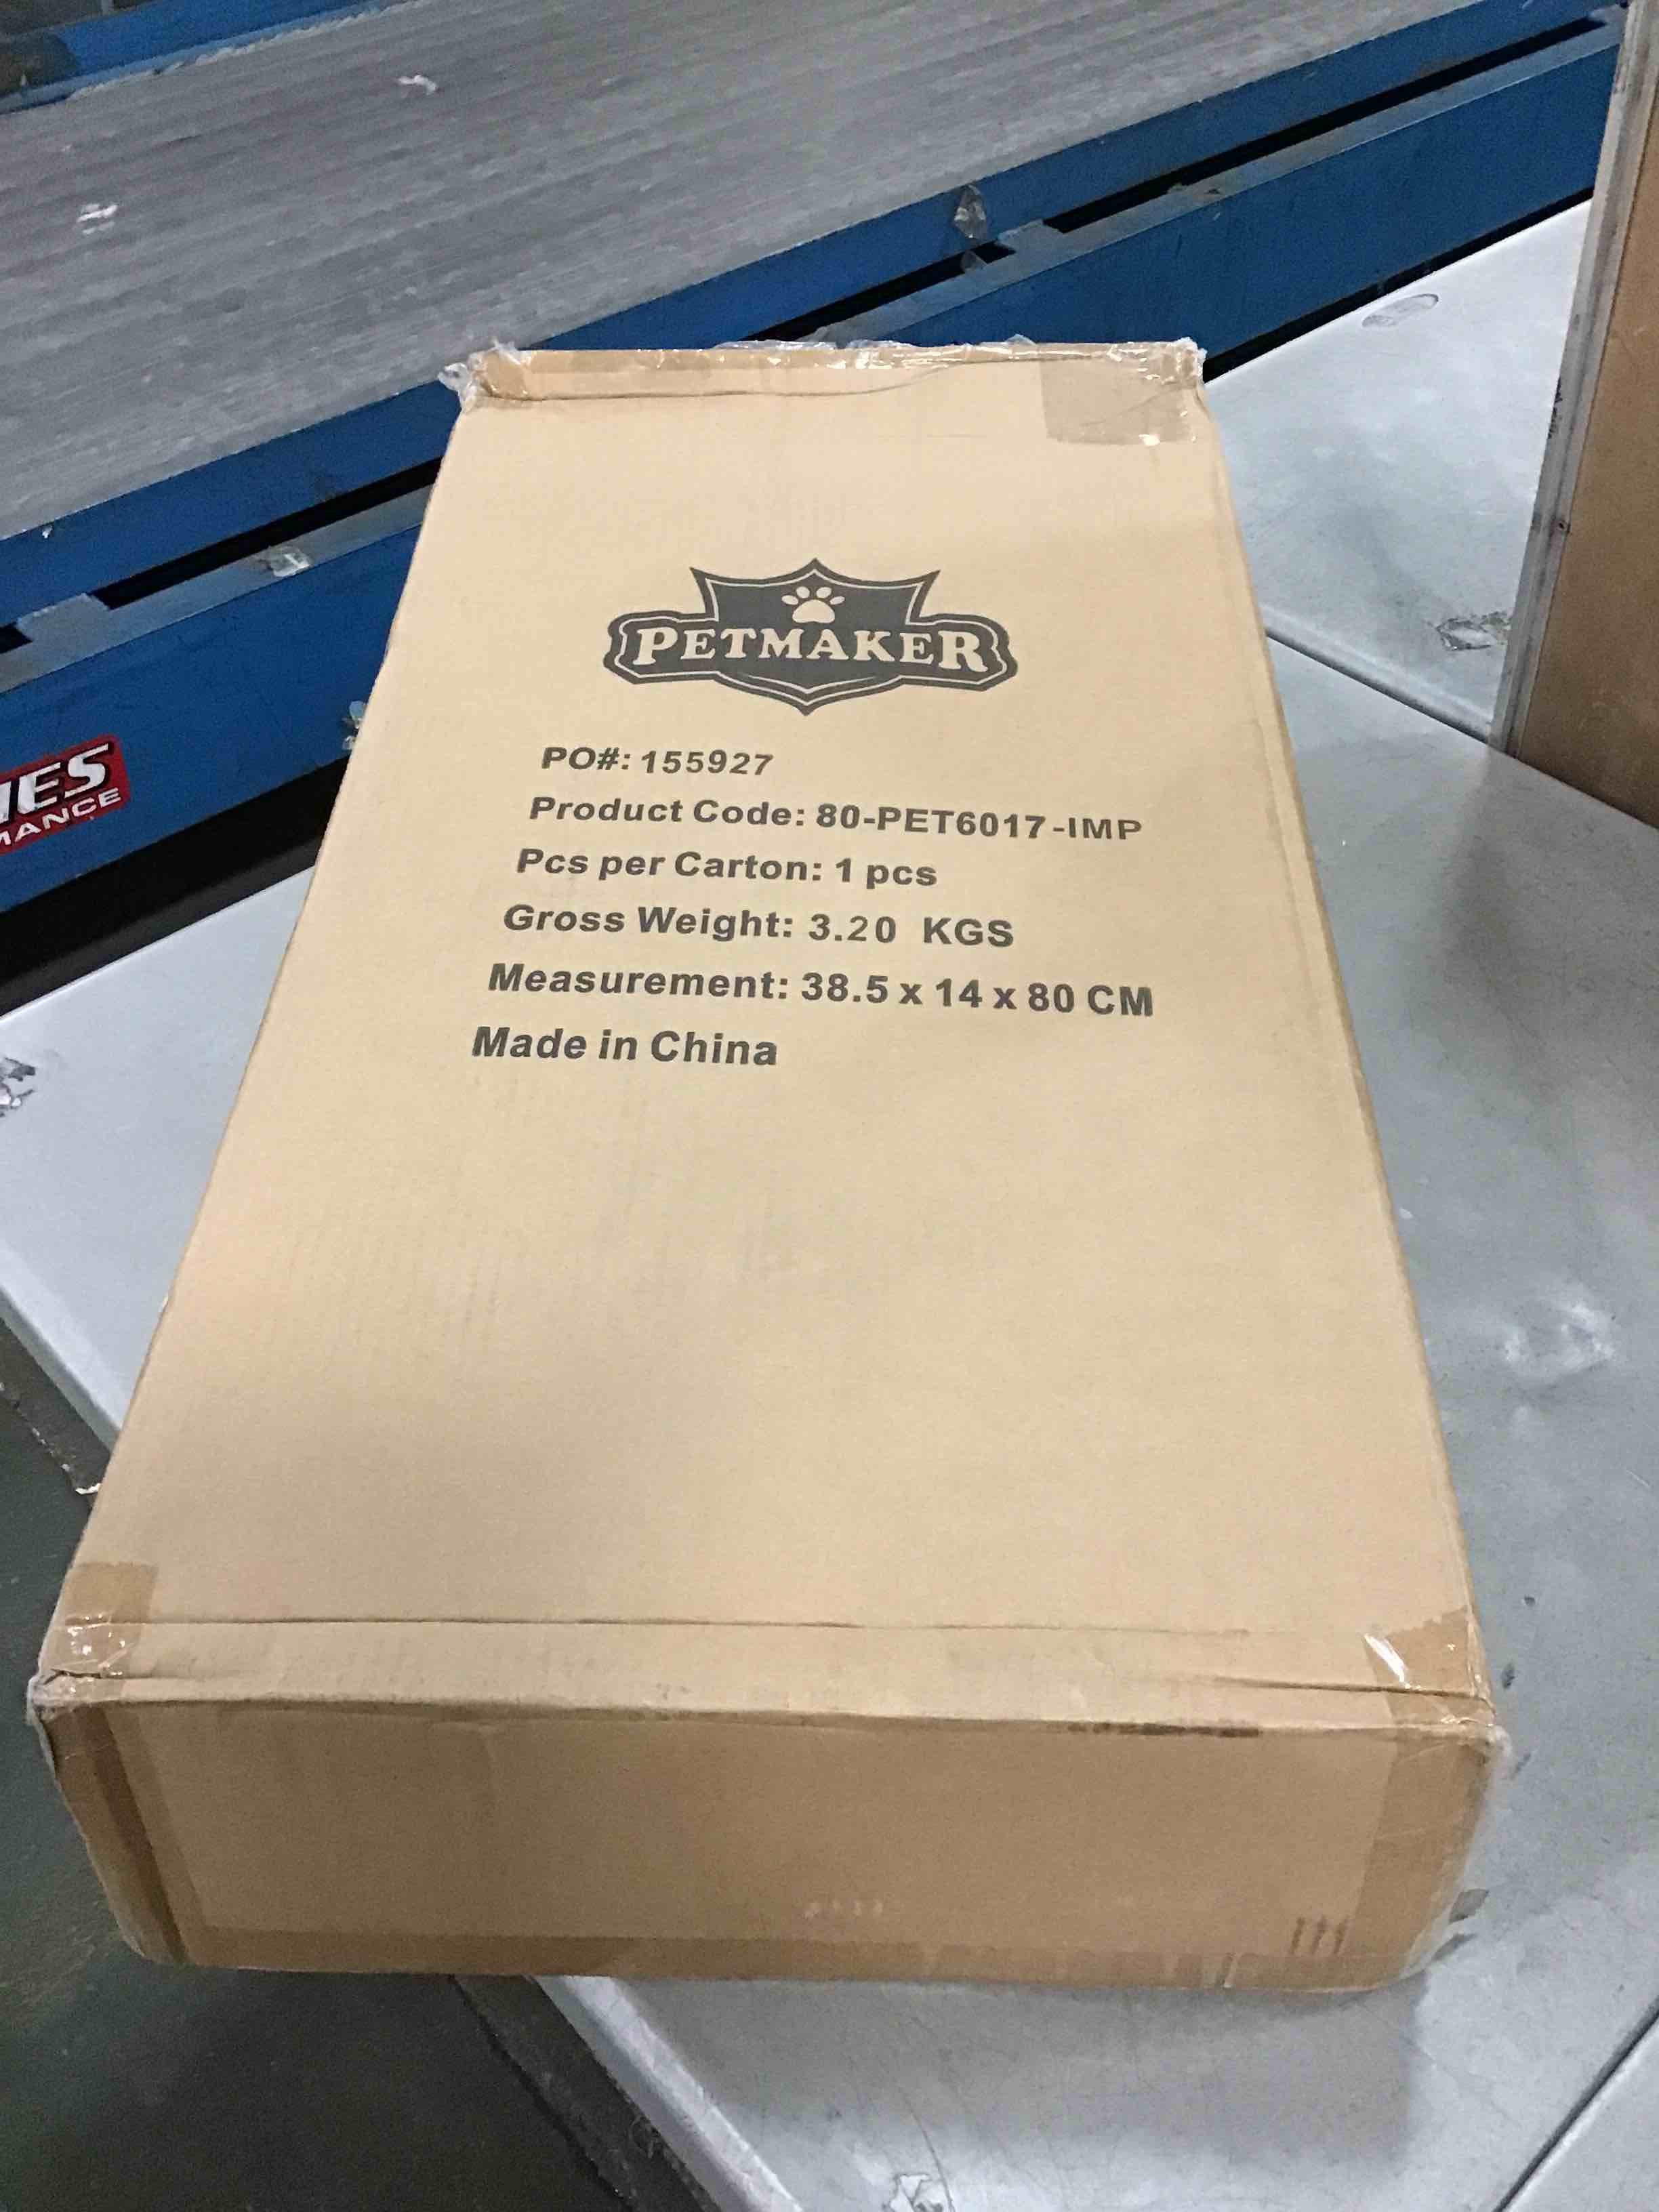 PETMAKER
PO#: 155927
Product Code: 80-PET6017-IMP
Pcs per Carton: 1 pcs
Gross Weight: 3.20 KGS
Measurement: 38.5 x 14 x 80 CM
Made in China